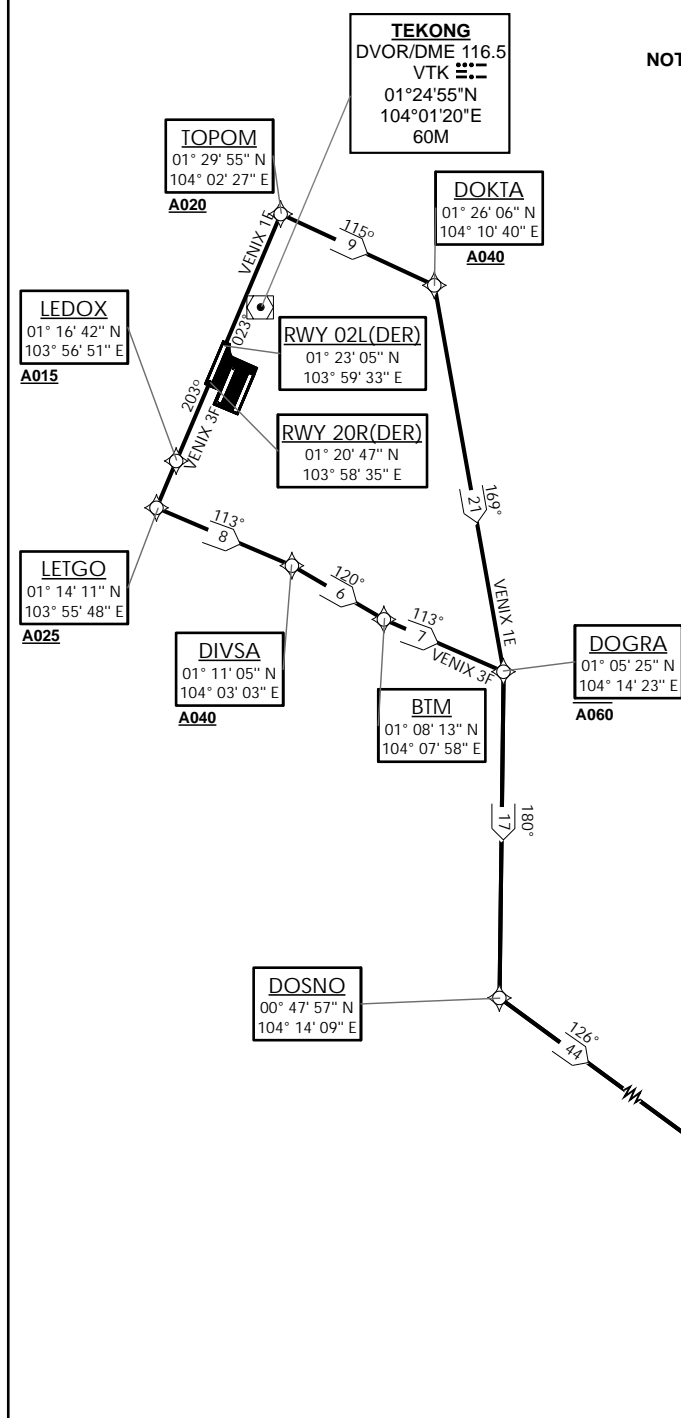 TEKONG
DVOR/DME 116.5
VTK
01°24'55"N
104°01'20"E
60M
NOT
TOPOM
01° 29' 55" N
104° 02' 27" E
A020
DOKTA
01° 26' 06" N
104° 10' 40" E
A040
115°
9
VENIX 1E
LEDOX
01° 16' 42" N
103° 56' 51" E
A015
023°
RWY 02L(DER)
01° 23' 05" N
103° 59' 33" E
203°
VENIX 3F
RWY 20R(DER)
01° 20' 47" N
103° 58' 35" E
169°
21
VENIX 1E
LETGO
01° 14' 11" N
103° 55' 48" E
A025
113°
8
120°
6
113°
7
VENIX 3F
DIVSA
01° 11' 05" N
104° 03' 03" E
A040
BTM
01° 08' 13" N
104° 07' 58" E
DOGRA
01° 05' 25" N
104° 14' 23" E
A060
180°
17
DOSNO
00° 47' 57" N
104° 14' 09" E
126°
44